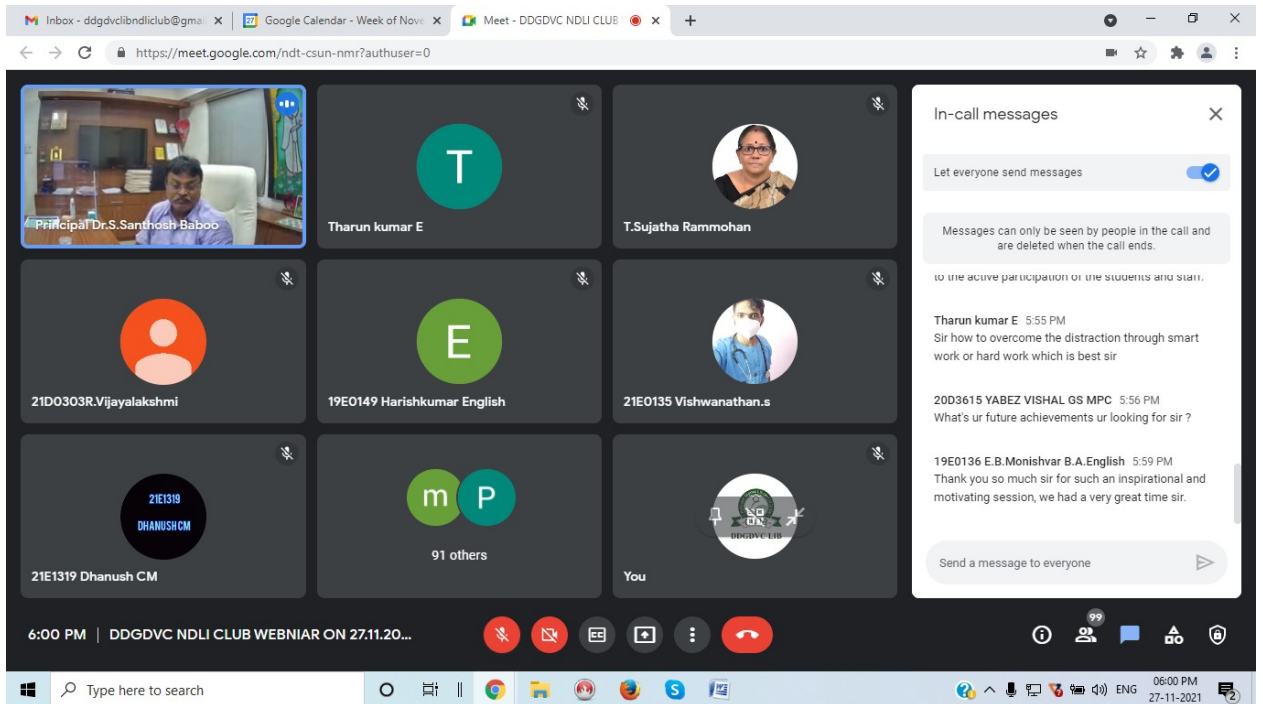 Inbox - ddgdvclibndliclub@gmai
Google Calendar - Week of Nove
Meet - DDGDVC NDLI CLUB
https://meet.google.com/ndt-csun-nmr?authuser=0
Principal Dr.S.Santhosh Baboo
T
Tharun kumar E
T.Sujatha Rammohan
21D0303R.Vijayalakshmi
E
19E0149 Harishkumar English
21E0135 Vishwanathan.s
21E1319
DHANUSH CM
21E1319 Dhanush CM
m P
91 others
DDGDVC LIB
You
In-call messages
Let everyone send messages
Messages can only be seen by people in the call and
are deleted when the call ends.
to the active participation of the students and staff.
Tharun kumar E 5:55 PM
Sir how to overcome the distraction through smart
work or hard work which is best sir
20D3615 YABEZ VISHAL GS MPC 5:56 PM
What's ur future achievements ur looking for sir ?
19E0136 E.B.Monishvar B.A.English 5:59 PM
Thank you so much sir for such an inspirational and
motivating session, we had a very great time sir.
Send a message to everyone
6:00 PM | DDGDVC NDLI CLUB WEBNIAR ON 27.11.20...
CC
99
Type here to search
ENG
06:00 PM
27-11-2021
2